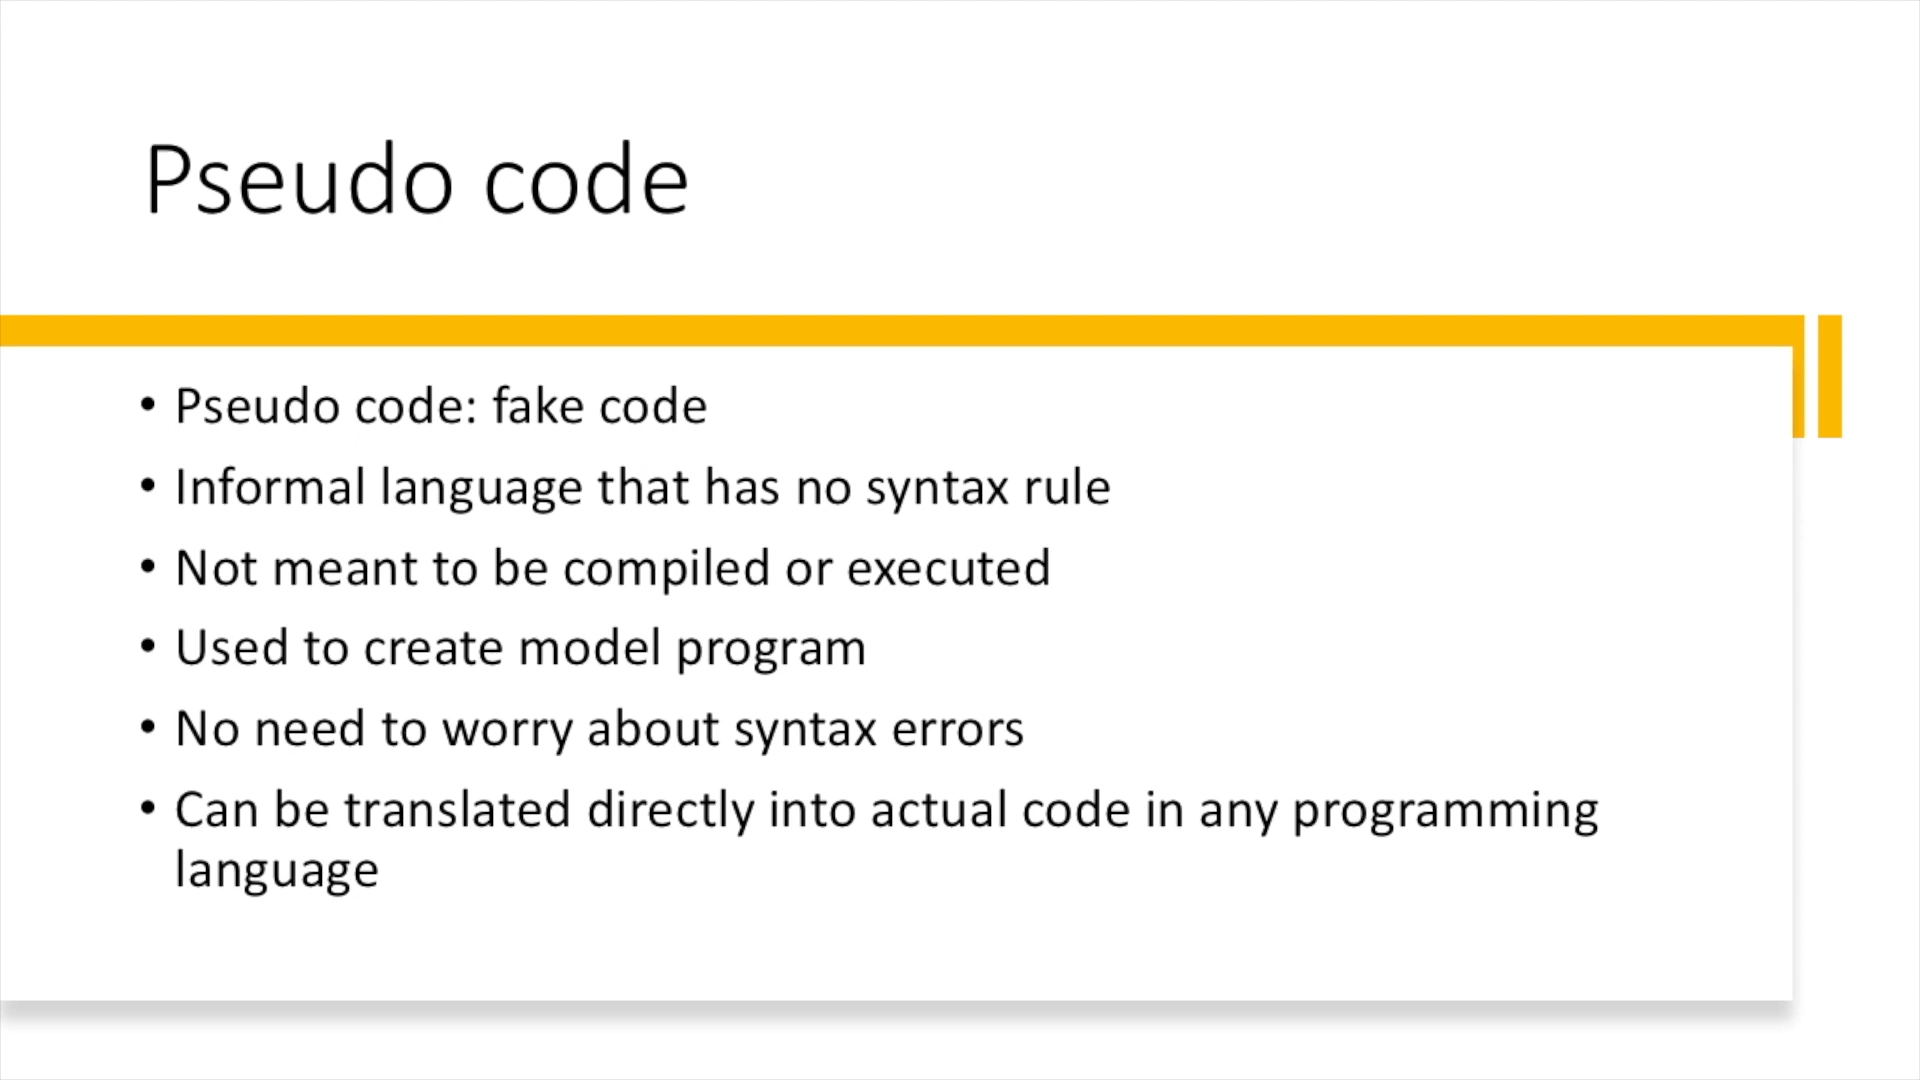 Pseudo code
• Pseudo code: fake code
• Informal language that has no syntax rule
• Not meant to be compiled or executed
• Used to create model program
• No need to worry about syntax errors
• Can be translated directly into actual code in any programming
language